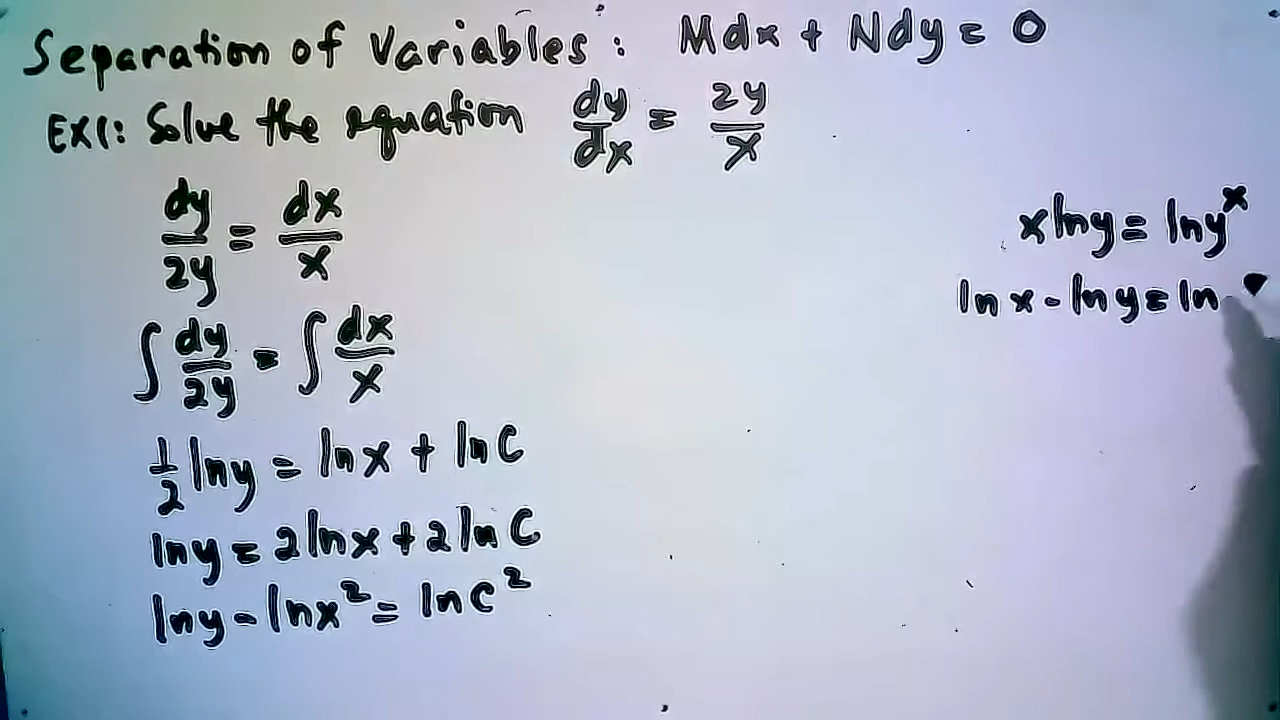 Separation of Variables: Mdx + Ndy = 0
EX1: Solve the equation dy/dx = 2y/x
dy/2y = dx/x
∫ dy/2y = ∫ dx/x
1/2 lny = lnx + lnC
lny = 2lnx + 2lnC
lny - lnx² = lnC²
xlny = lny^x
lnx - lny = ln